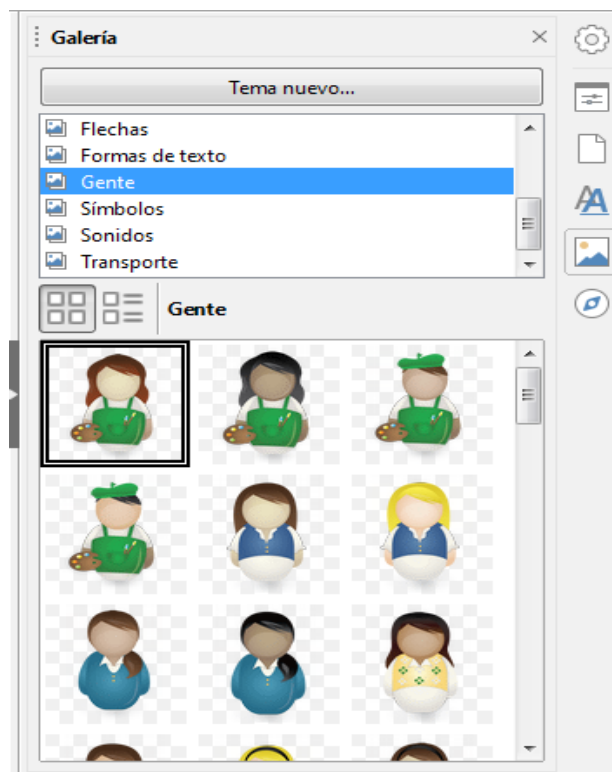 Galería
Tema nuevo...
Flechas
Formas de texto
Gente
Símbolos
Sonidos
Transporte
Gente